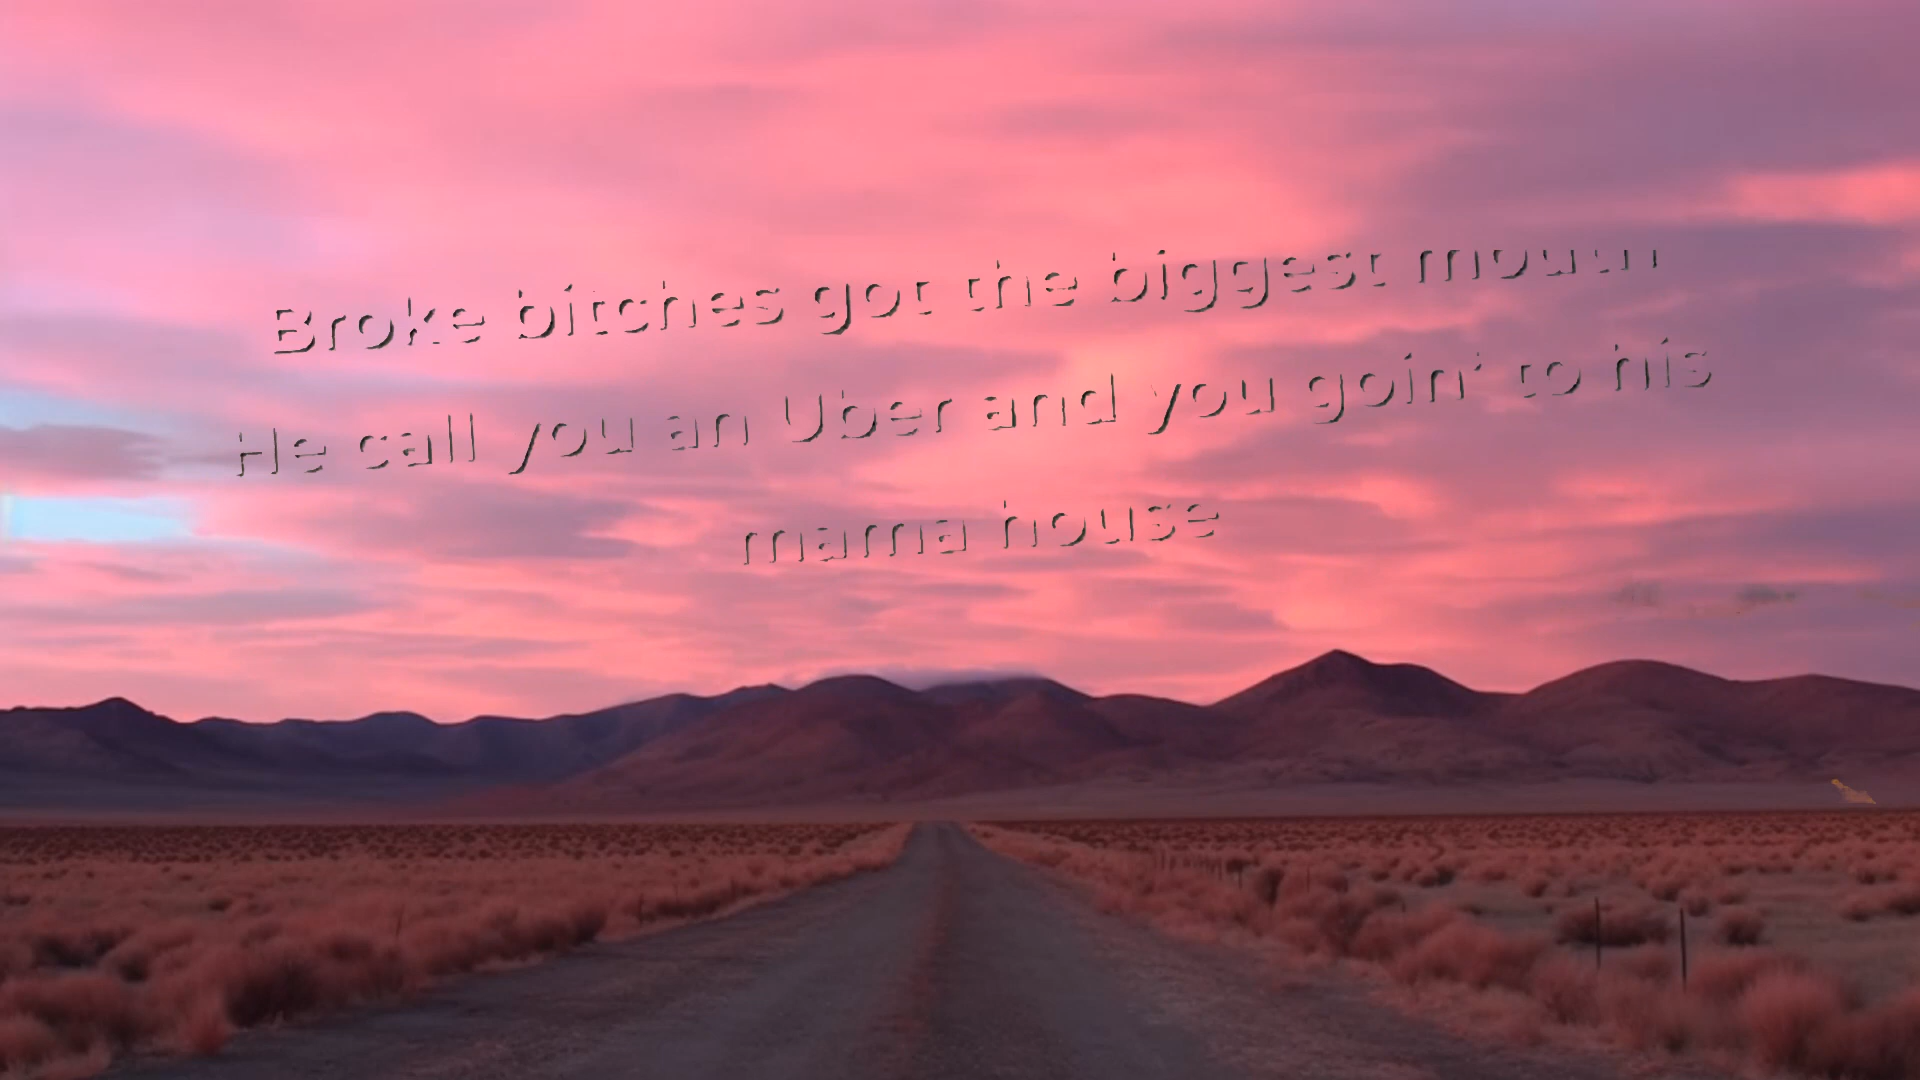 Broke bitches got the biggest mouth
He call you an Uber and you goin' to his
mama house